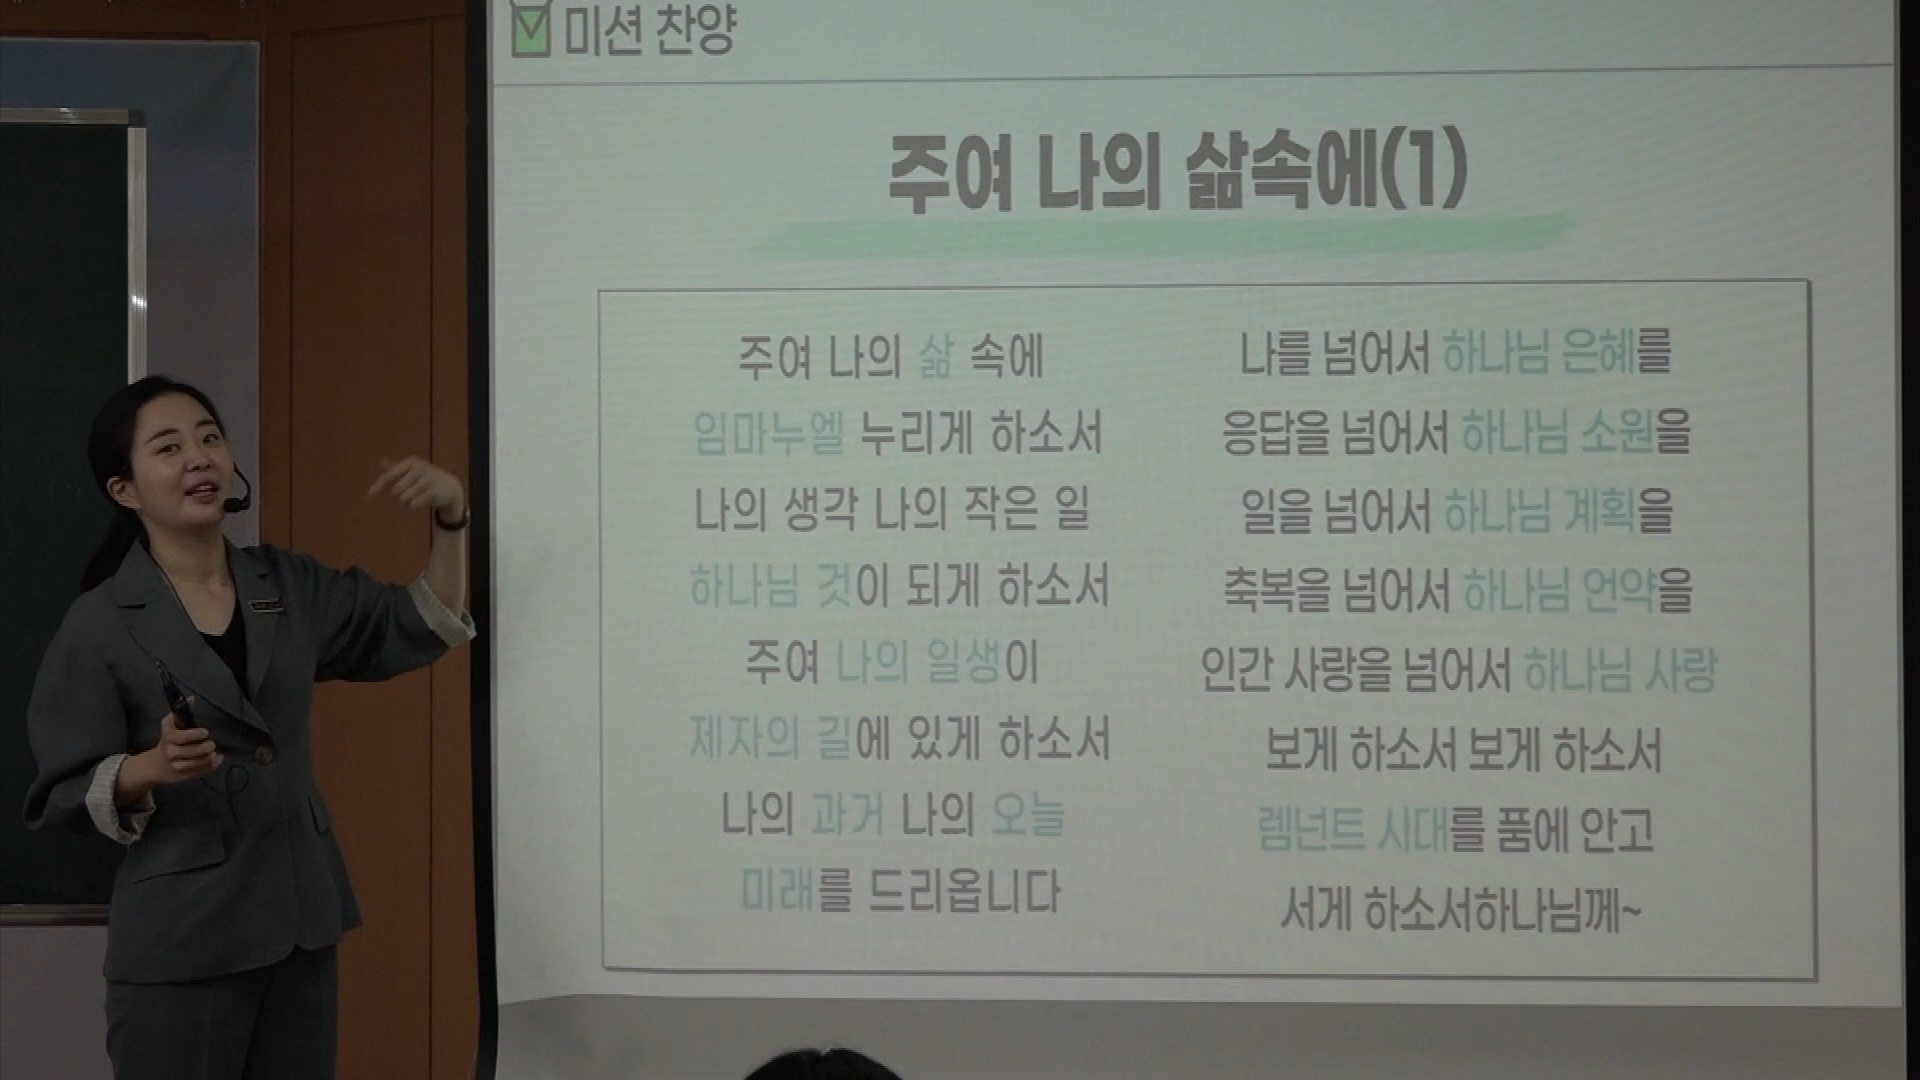 미션 찬양
주여 나의 삶속에(1)
주여 나의 삶 속에
임마누엘 누리게 하소서
나의 생각 나의 작은 일
하나님 것이 되게 하소서
주여 나의 일생이
제자의 길에 있게 하소서
나의 과거 나의 오늘
미래를 드리옵니다
나를 넘어서 하나님 은혜를
응답을 넘어서 하나님 소원을
일을 넘어서 하나님 계획을
축복을 넘어서 하나님 언약을
인간 사랑을 넘어서 하나님 사랑
보게 하소서 보게 하소서
렘넌트 시대를 품에 안고
서게 하소서하나님께~